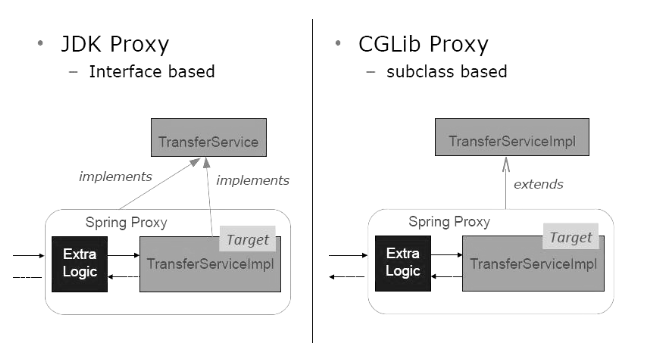 • JDK Proxy
– Interface based
TransferService
implements
implements
Spring Proxy
Target
Extra
Logic
TransferServiceImpl
• CGLib Proxy
– subclass based
TransferServiceImpl
extends
Spring Proxy
Target
Extra
Logic
TransferServiceImpl